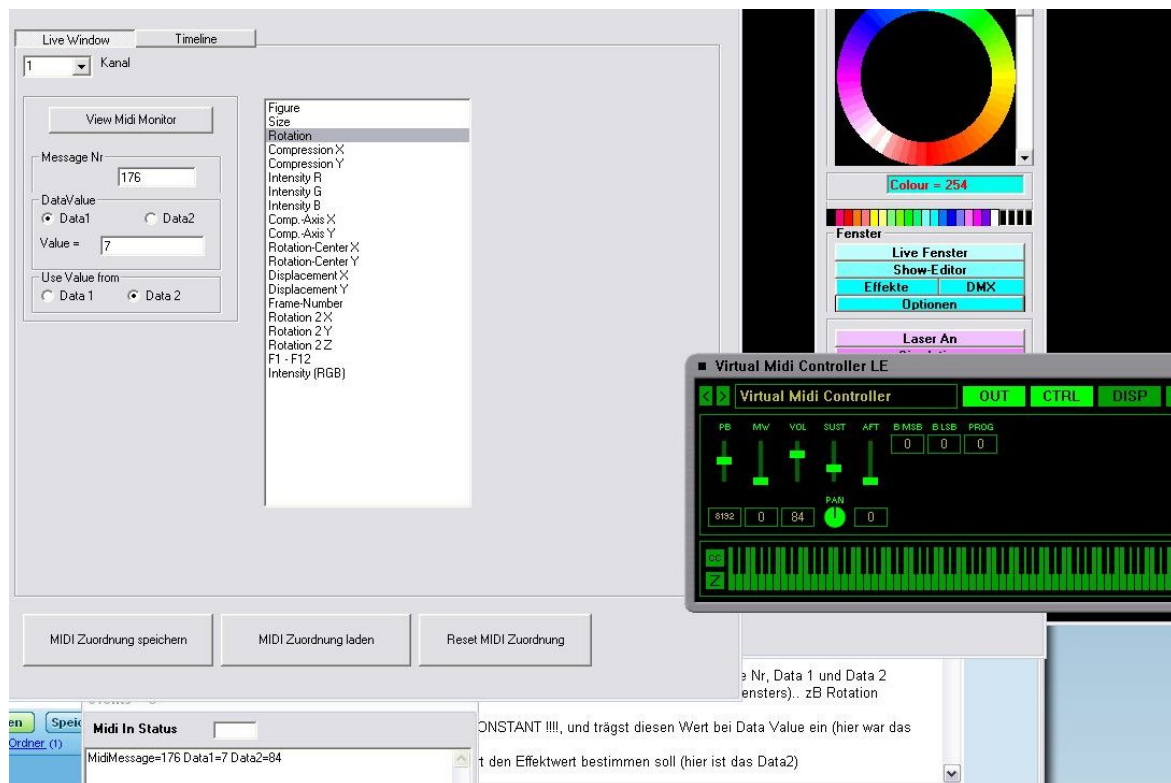 Live Window Timeline
1 Kanal
View Midi Monitor
Message Nr
176
DataValue
Data1 Data2
Value = 7
Use Value from
Data 1 Data 2
Figure
Size
Rotation
Compression X
Compression Y
Intensity R
Intensity G
Intensity B
Comp.-Axis X
Comp.-Axis Y
Rotation-Center X
Rotation-Center Y
Displacement X
Displacement Y
Frame-Number
Rotation 2 X
Rotation 2 Y
Rotation 2 Z
F1 - F12
Intensity (RGB)
MIDI Zuordnung speichern MIDI Zuordnung laden Reset MIDI Zuordnung
Colour = 254
Fenster
Live Fenster
Show-Editor
Effekte DMX
Optionen
Laser An
Virtual Midi Controller LE
< > Virtual Midi Controller OUT CTRL DISP
PB MW VOL SUST AFT B MSB B LSB PROG
0 0 0
PAN
8192 0 84 0
CC
Z
e Nr, Data 1 und Data 2
ensters).. zB Rotation
ONSTANT !!!!, und trägst diesen Wert bei Data Value ein (hier war das
t den Effektwert bestimmen soll (hier ist das Data2)
en Speic
Ordner (1)
Midi In Status
MidiMessage=176 Data1=7 Data2=84